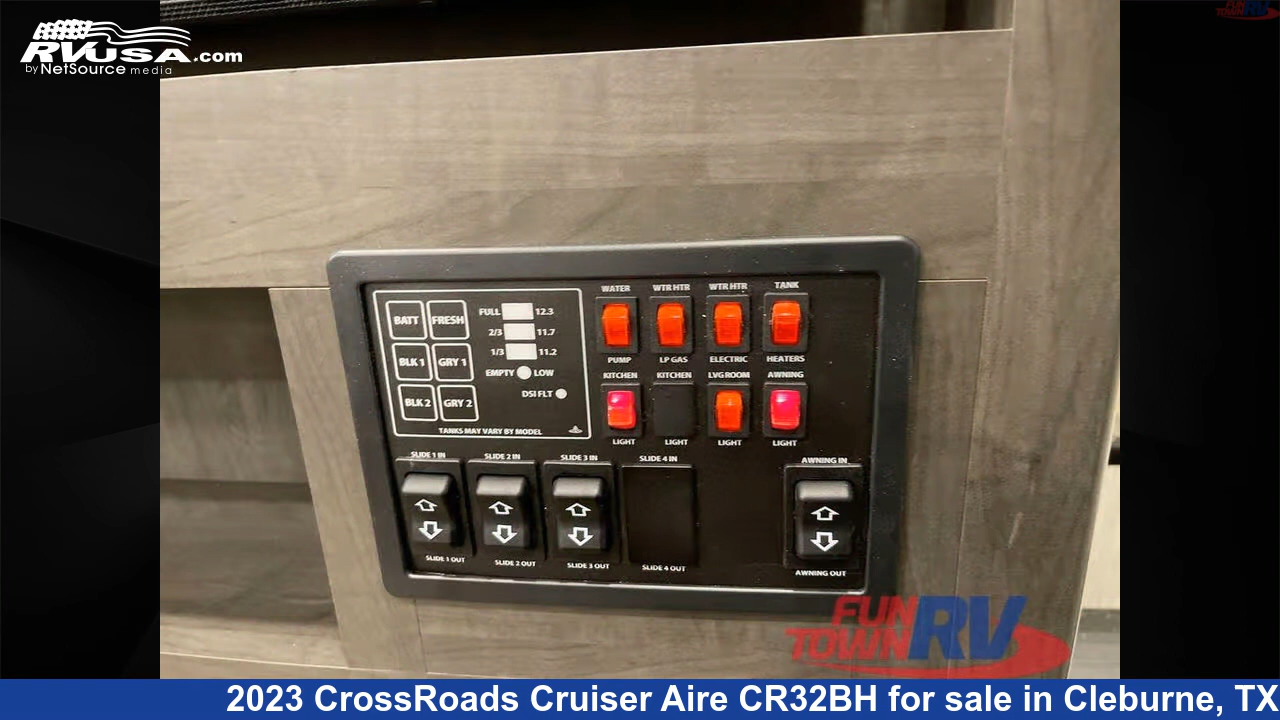 RVUSA.com
by NetSource media
FUN TOWN RV
BATT FRESH
BLK 1 GRY 1
BLK 2 GRY 2
FULL 12.3
2/3 11.7
1/3 11.2
EMPTY LOW
DSI FLT
TANKS MAY VARY BY MODEL
WATER WTR HTR WTR HTR TANK
PUMP LP GAS ELECTRIC HEATERS
KITCHEN KITCHEN LVG ROOM AWNING
LIGHT LIGHT LIGHT LIGHT
SLIDE 1 IN SLIDE 2 IN SLIDE 3 IN SLIDE 4 IN AWNING IN
SLIDE 1 OUT SLIDE 2 OUT SLIDE 3 OUT SLIDE 4 OUT AWNING OUT
FUN
TOWN RV
2023 CrossRoads Cruiser Aire CR32BH for sale in Cleburne, TX